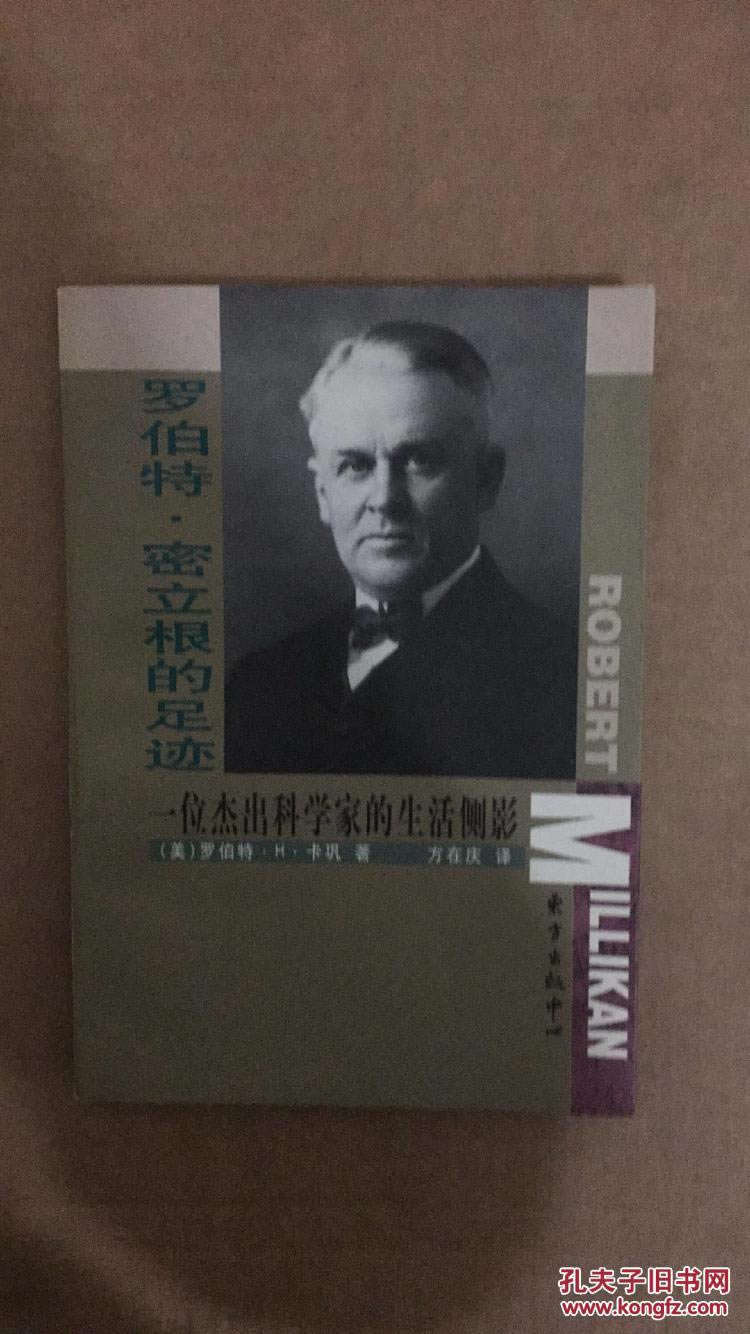 罗伯特·密立根的足迹
ROBERT
MILLIKAN
一位杰出科学家的生活侧影
(美)罗伯特·H·卡巩 著 方在庆 译
东方出版中心
孔夫子旧书网
www.kongfz.com